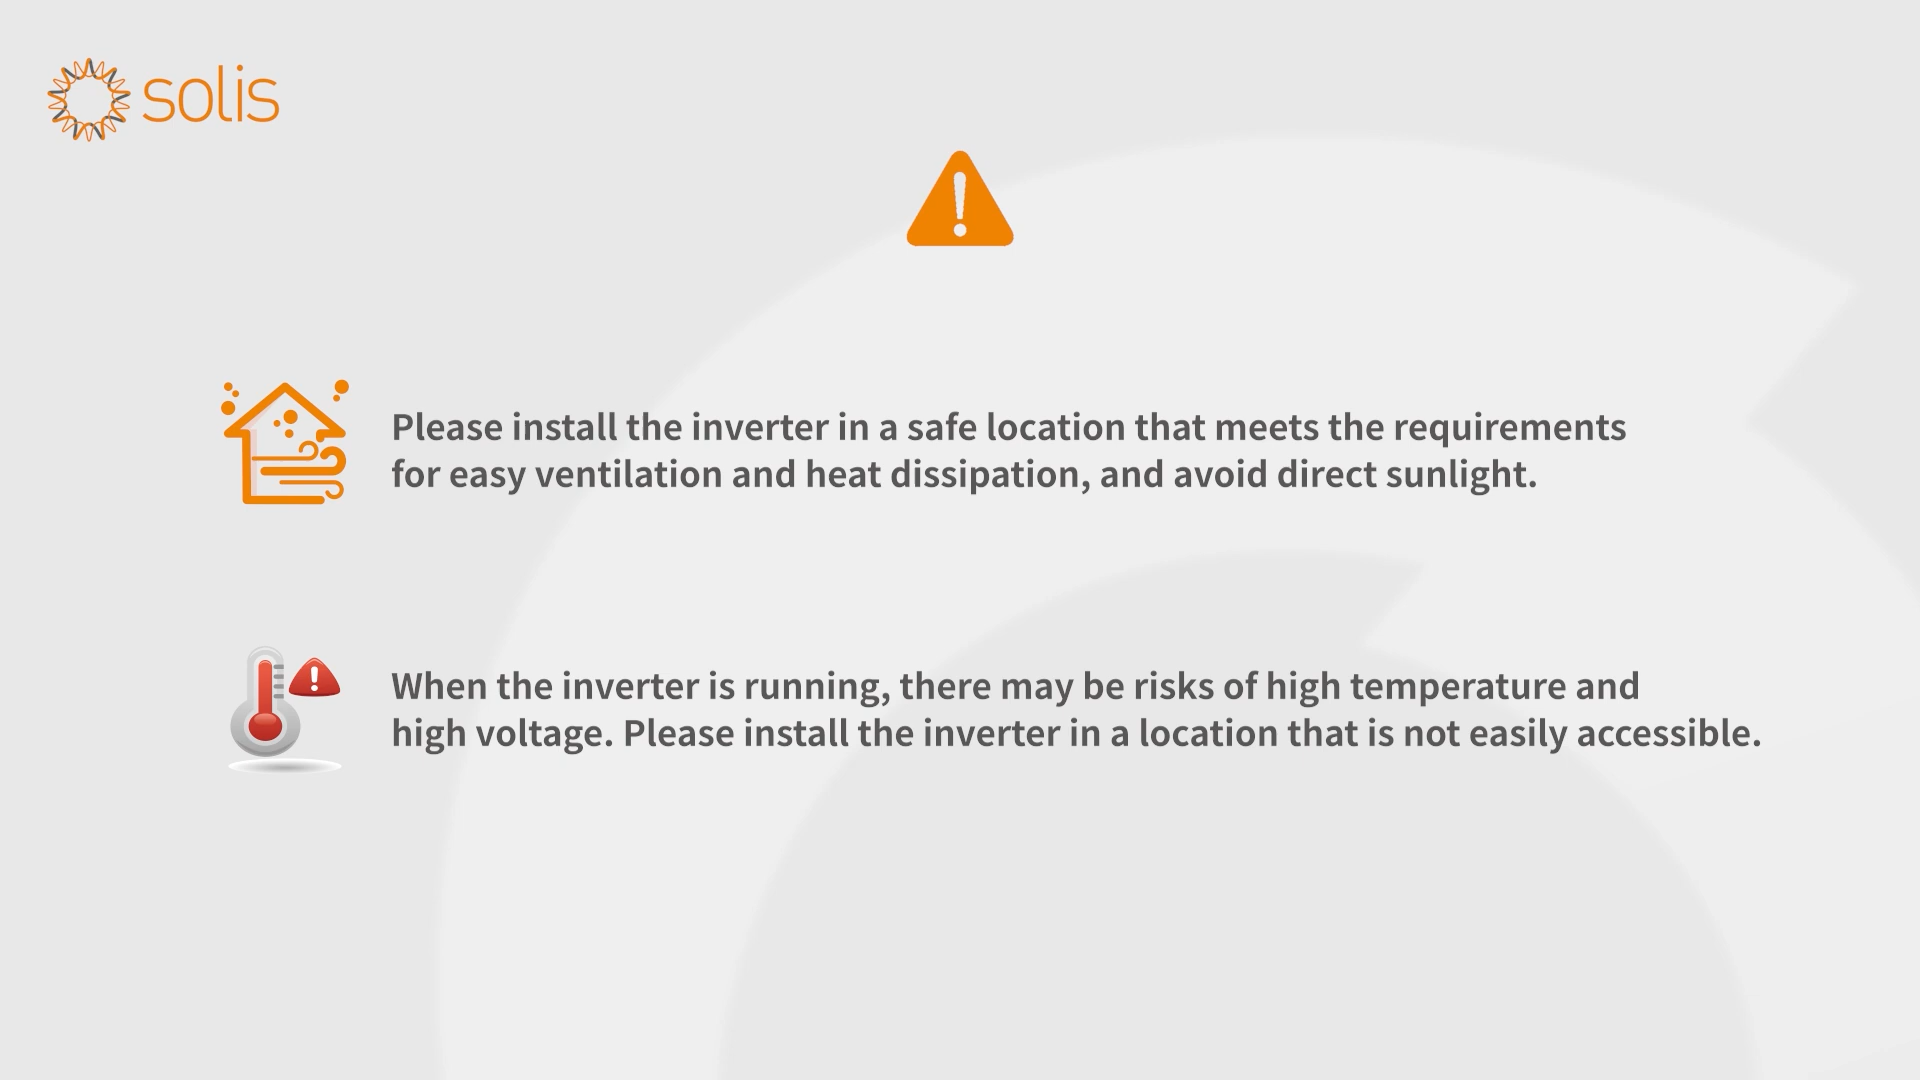 solis
Please install the inverter in a safe location that meets the requirements
for easy ventilation and heat dissipation, and avoid direct sunlight.
When the inverter is running, there may be risks of high temperature and
high voltage. Please install the inverter in a location that is not easily accessible.